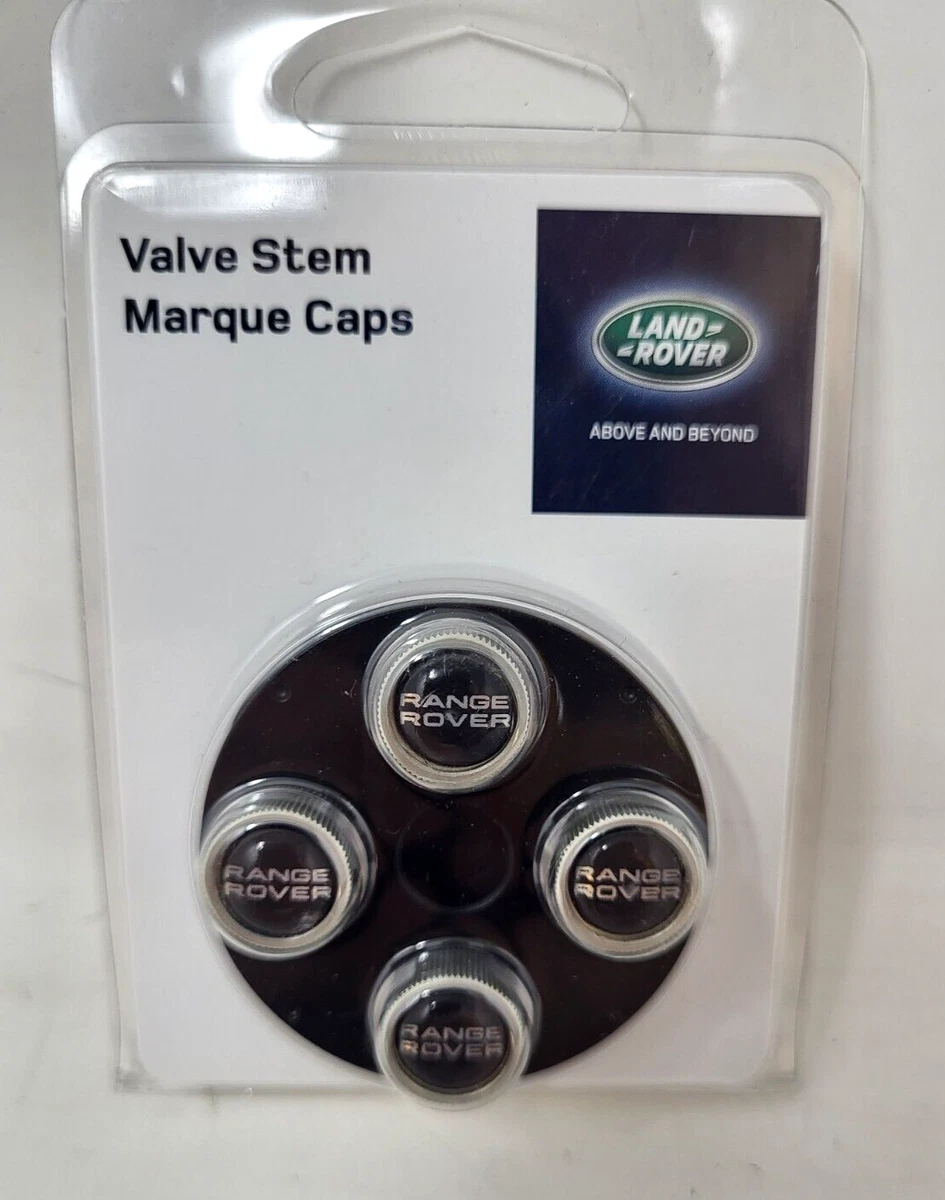 Valve Stem
Marque Caps
LAND
ROVER
ABOVE AND BEYOND
RANGE
ROVER
RANGE
ROVER
RANGE
ROVER
RANGE
ROVER